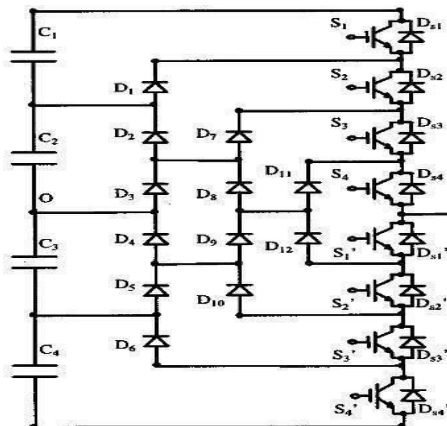 S1 Ds1
C1
S2 Ds2
D1
S3 Ds3
C2 D2 D7
D11
S4 Ds4
D3 D8
O
D4 D9 D12
S1' Ds1'
C3
D5 D10
S2' Ds2'
D6
S3' Ds3'
C4
S4' Ds4'